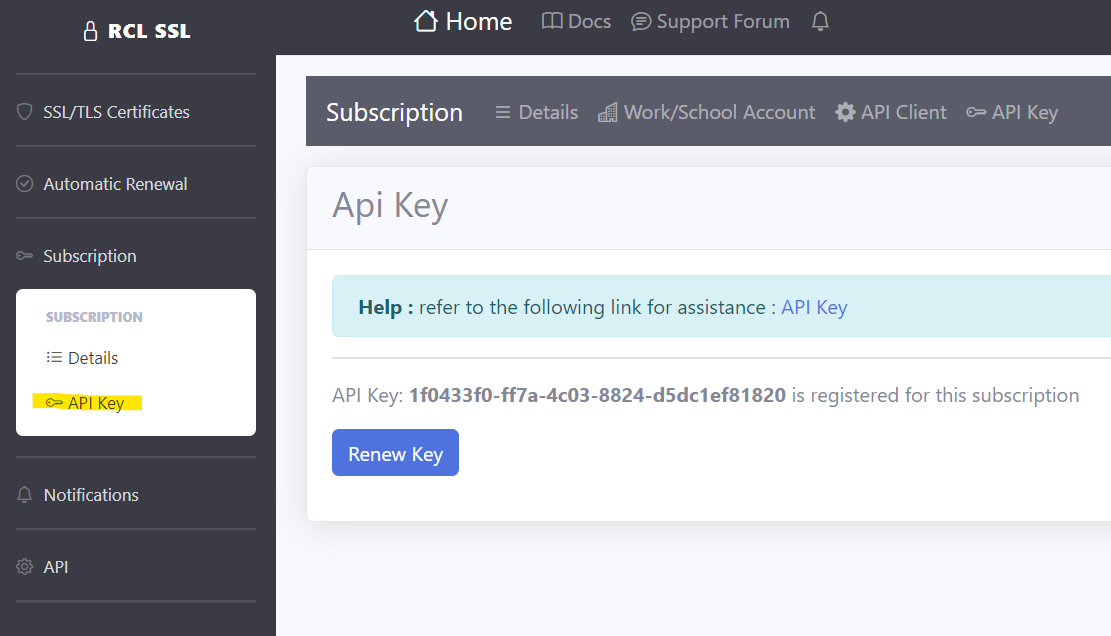 RCL SSL
Home Docs Support Forum
SSL/TLS Certificates
Automatic Renewal
Subscription
SUBSCRIPTION
Details
API Key
Notifications
API
Subscription Details Work/School Account API Client API Key
Api Key
Help : refer to the following link for assistance : API Key
API Key: 1f0433f0-ff7a-4c03-8824-d5dc1ef81820 is registered for this subscription
Renew Key